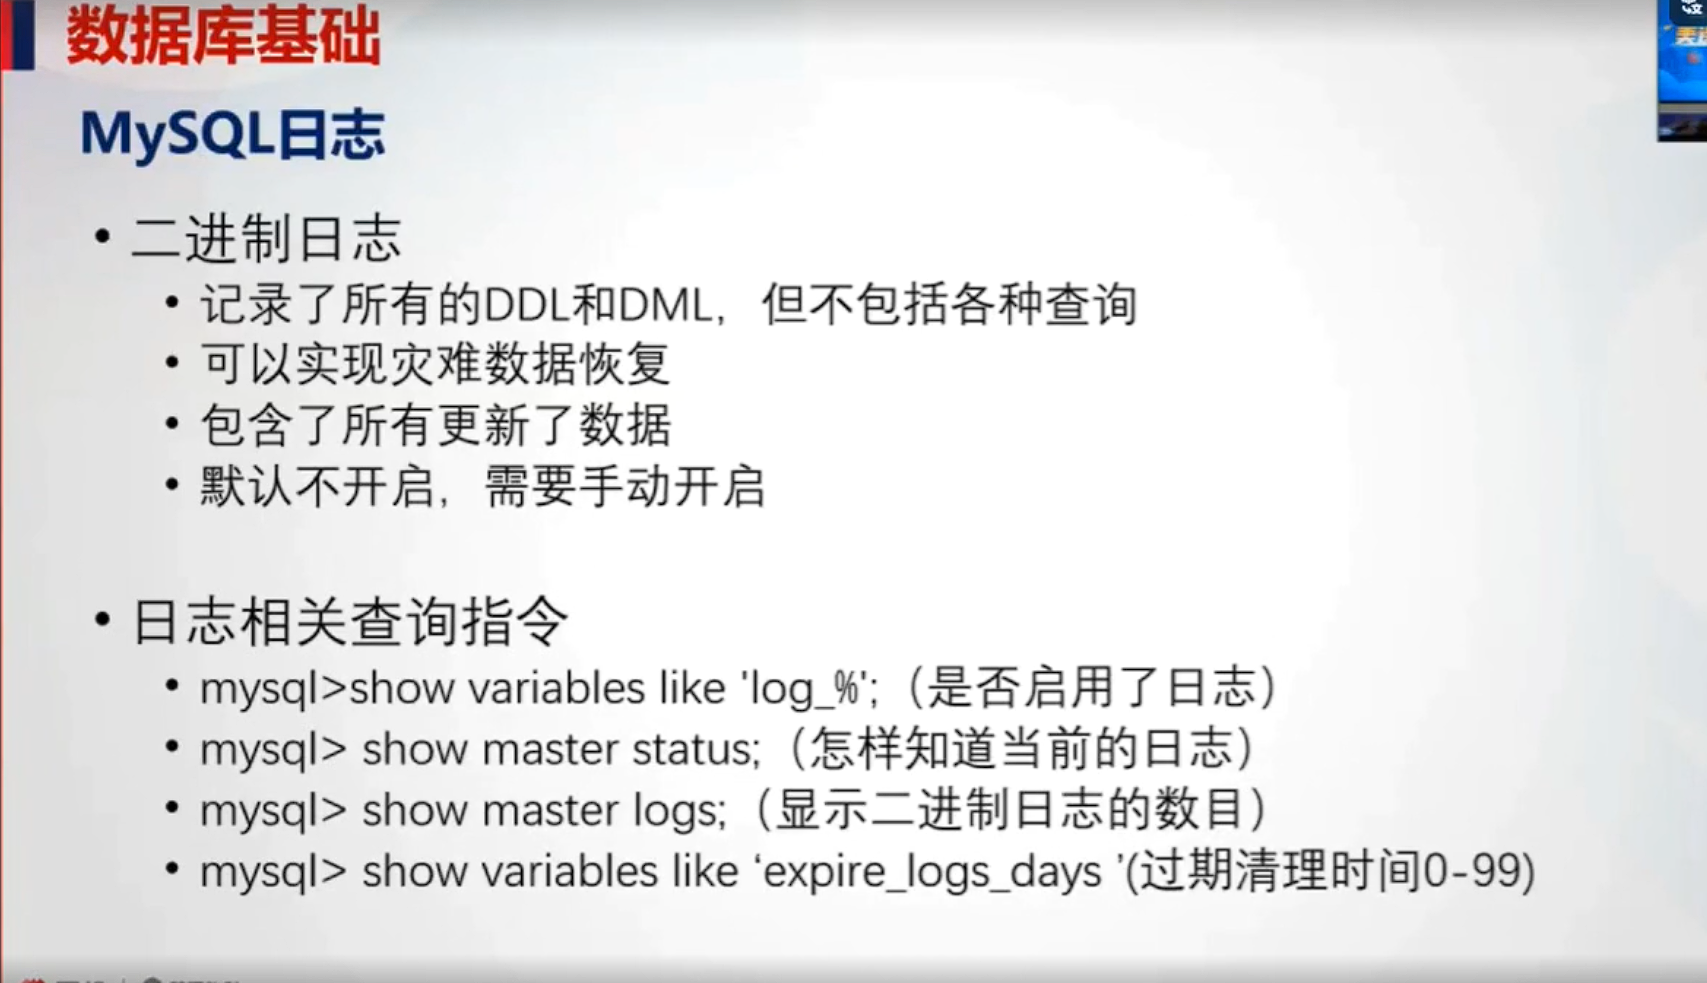 数据库基础
MySQL日志
• 二进制日志
• 记录了所有的DDL和DML，但不包括各种查询
• 可以实现灾难数据恢复
• 包含了所有更新了数据
• 默认不开启，需要手动开启
• 日志相关查询指令
• mysql>show variables like 'log_%';（是否启用了日志）
• mysql> show master status;（怎样知道当前的日志）
• mysql> show master logs;（显示二进制日志的数目）
• mysql> show variables like ‘expire_logs_days ’(过期清理时间0-99)